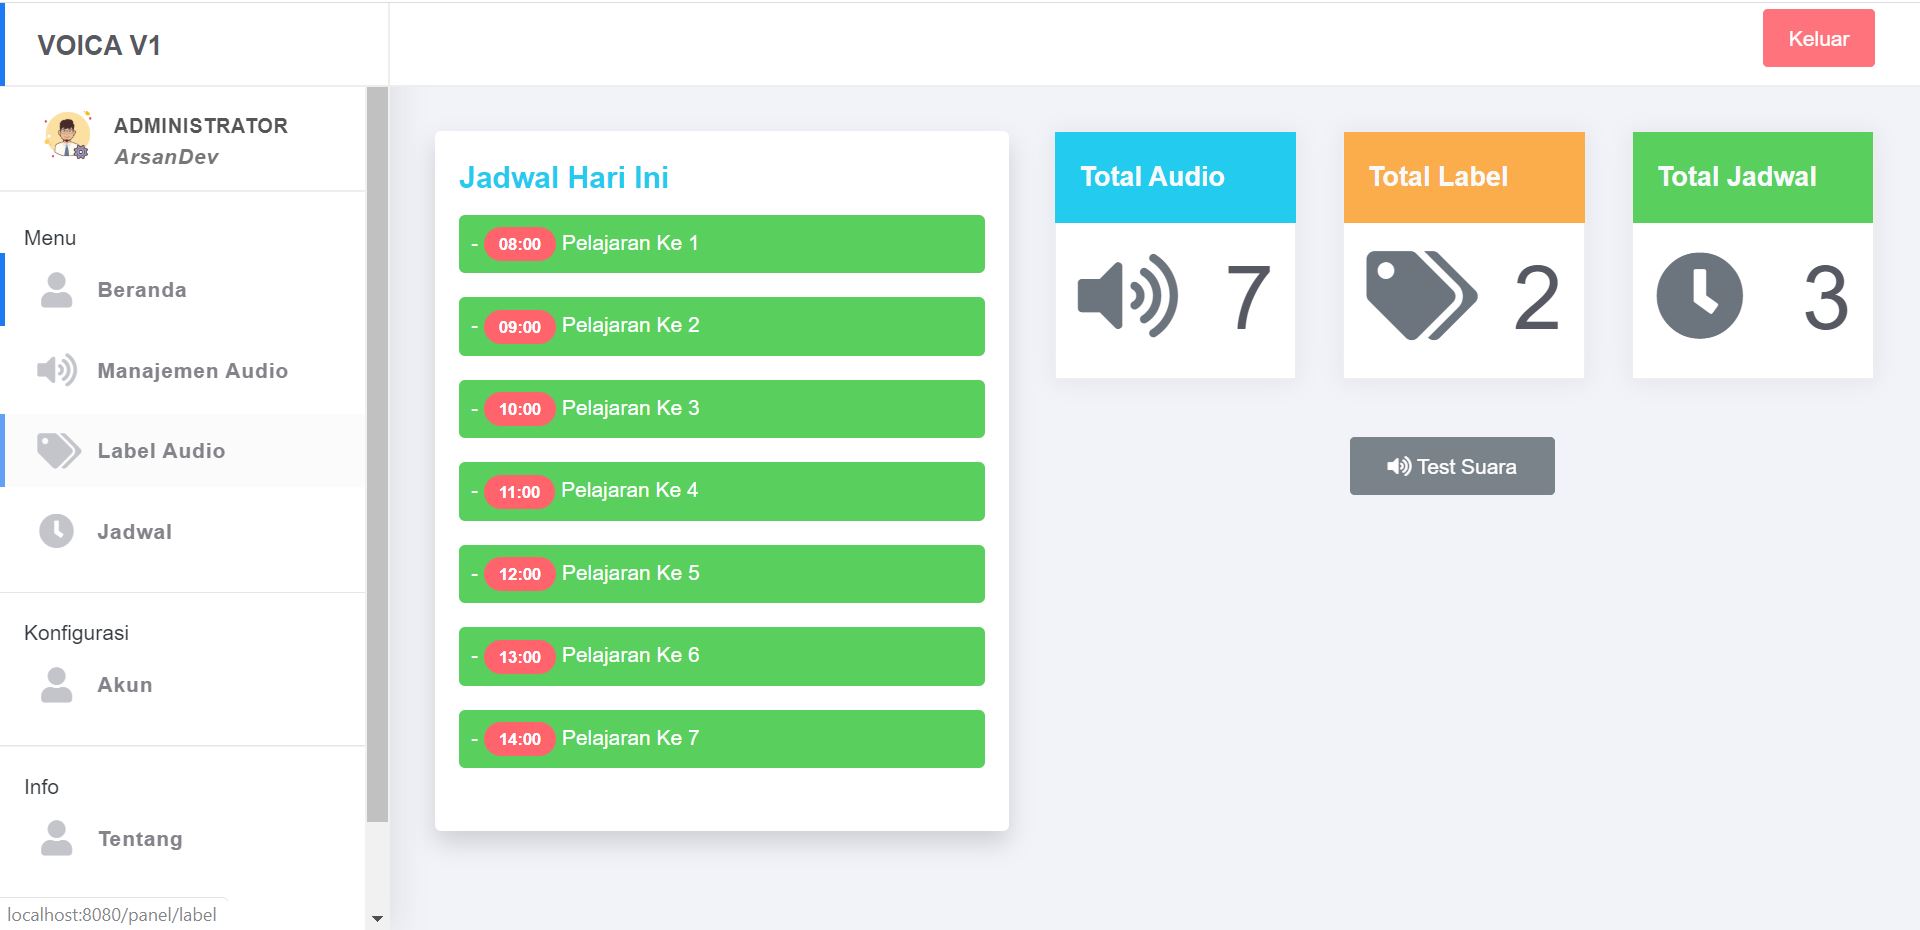 VOICA V1
Keluar
ADMINISTRATOR
ArsanDev
Menu
Beranda
Manajemen Audio
Label Audio
Jadwal
Konfigurasi
Akun
Info
Tentang
localhost:8080/panel/label
Jadwal Hari Ini
- 08:00 Pelajaran Ke 1
- 09:00 Pelajaran Ke 2
- 10:00 Pelajaran Ke 3
- 11:00 Pelajaran Ke 4
- 12:00 Pelajaran Ke 5
- 13:00 Pelajaran Ke 6
- 14:00 Pelajaran Ke 7
Total Audio
7
Total Label
2
Total Jadwal
3
Test Suara